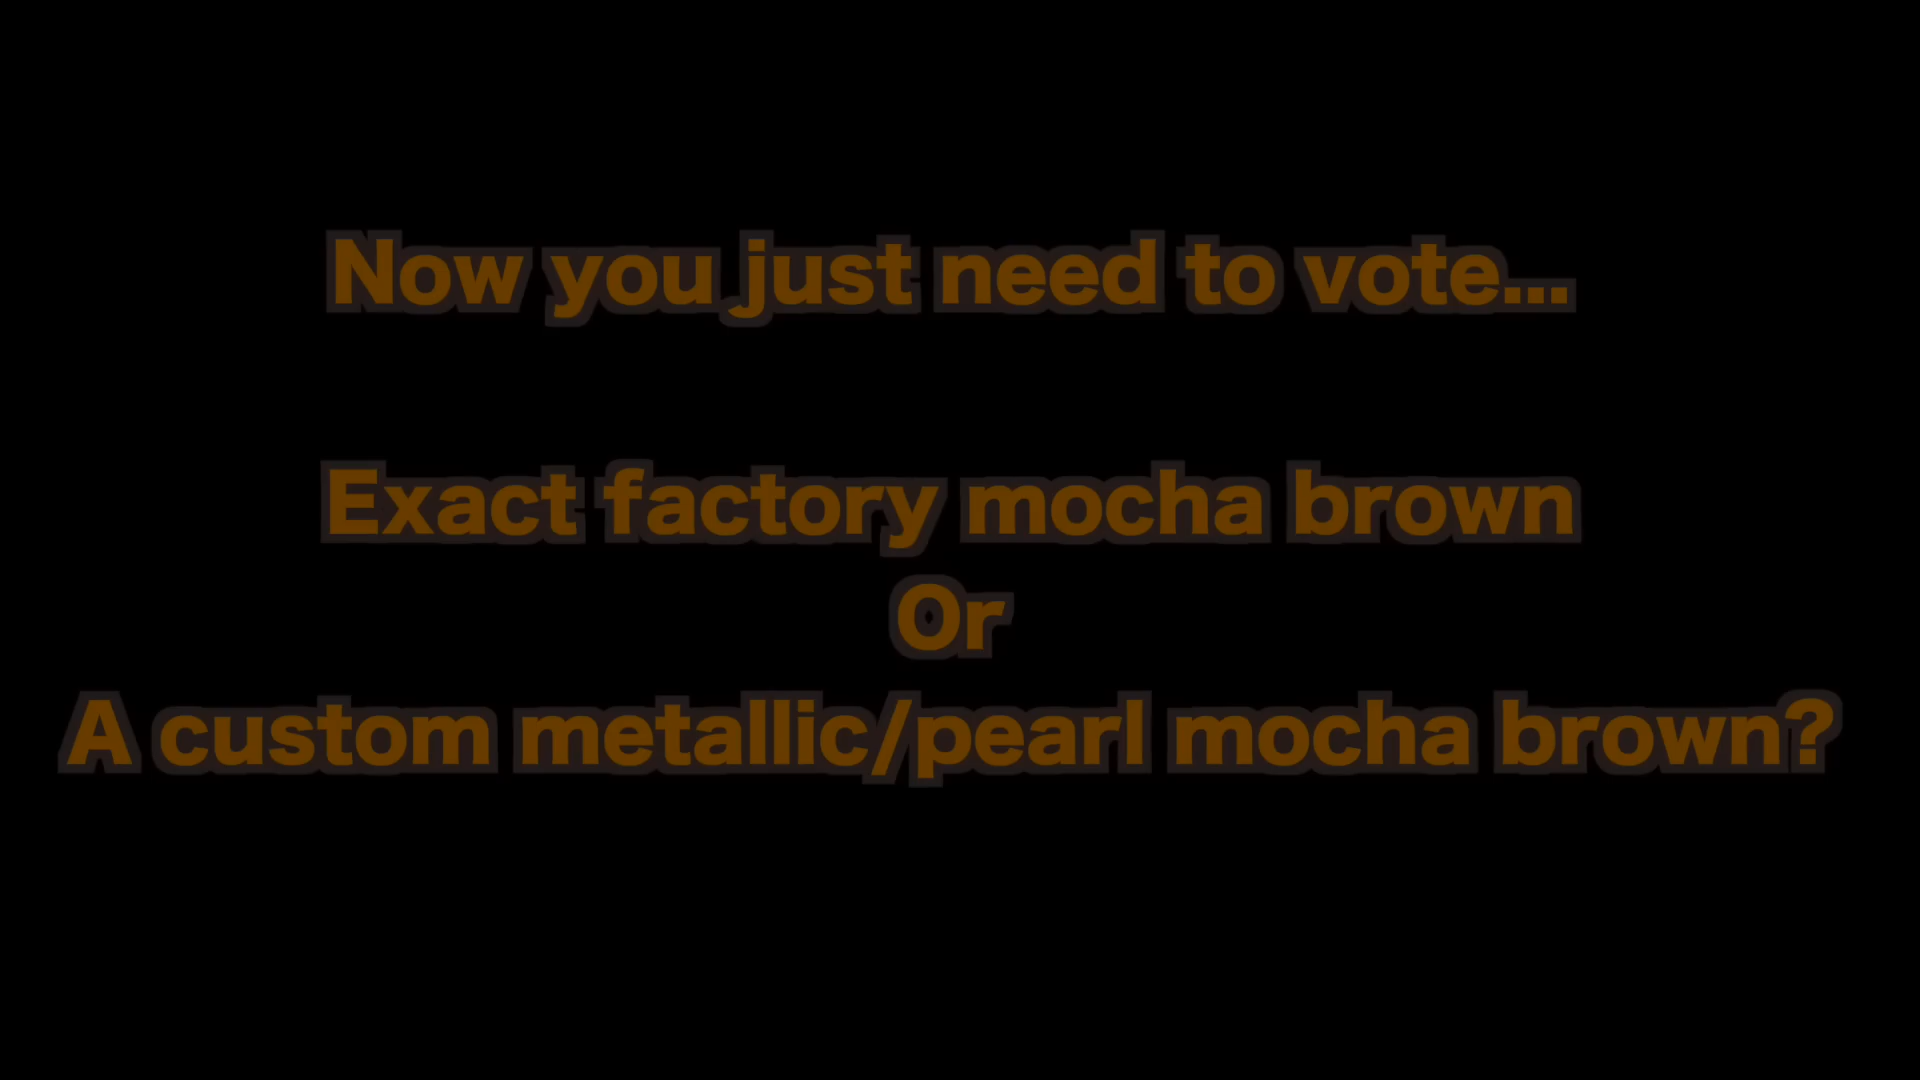 Now you just need to vote...
Exact factory mocha brown
Or
A custom metallic/pearl mocha brown?